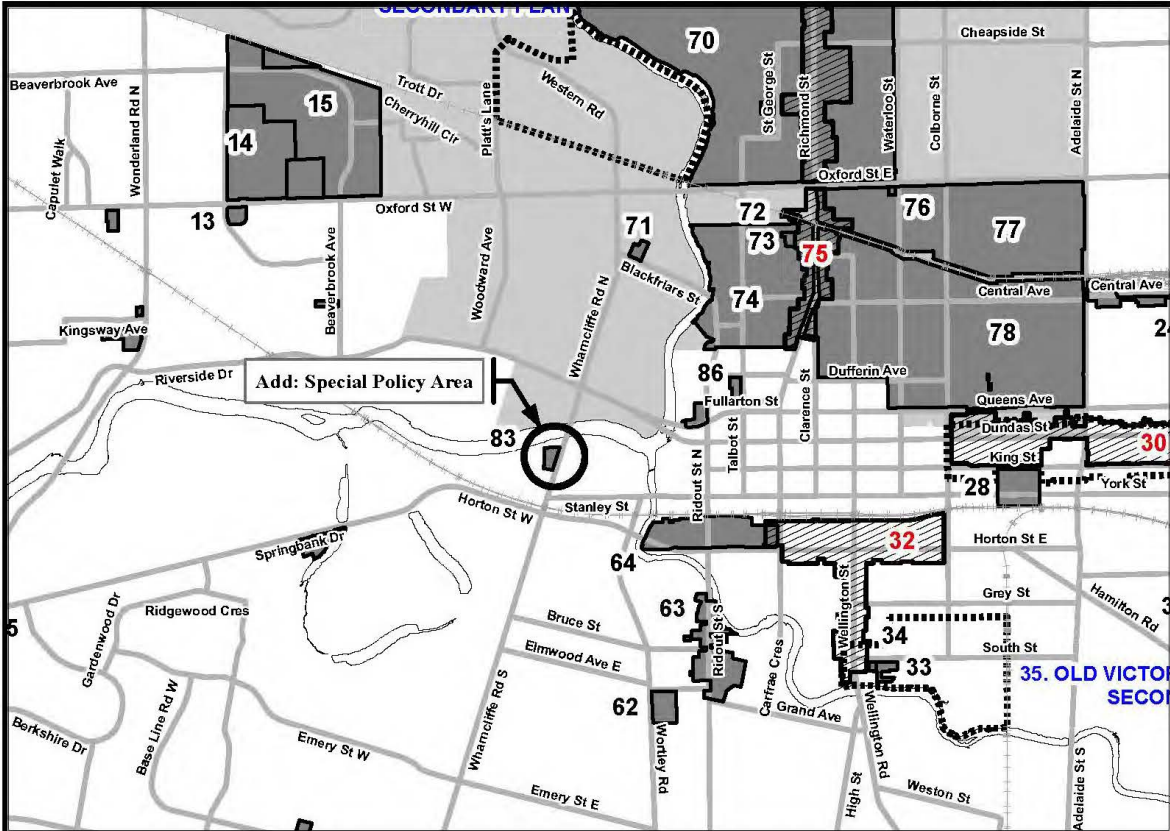 SECONDARY PLAN
70
Cheapside St
Beaverbrook Ave
Trott Dr
Cherryhill Cir
Platt's Lane
Western Rd
St George St
Richmond St
Waterloo St
Colborne St
Adelaide St N
15
14
Capulet Walk
Wonderland Rd N
Oxford St E
13
Oxford St W
72
76
77
71
73
75
Beaverbrook Ave
Woodward Ave
Wharncliffe Rd N
Blackfriars St
74
Central Ave
Central Ave
Kingsway Ave
78
24
Riverside Dr
Add: Special Policy Area
86
Dufferin Ave
Clarence St
Fullarton St
Queens Ave
Talbot St
Dundas St
83
30
King St
Ridout St N
28
York St
Horton St W
Stanley St
Springbank Dr
32
Horton St E
64
Ridgewood Cres
Gardenwood Dr
63
Wellington St
Grey St
Hamilton Rd
Bruce St
Ridout St S
34
South St
5
Elmwood Ave E
Carfrae Cres
33
35. OLD VICTOR
SECON
Base Line Rd W
Wharncliffe Rd S
62
Grand Ave
Wortley Rd
Wellington Rd
Berkshire Dr
Emery St W
High St
Weston St
Adelaide St S
Emery St E